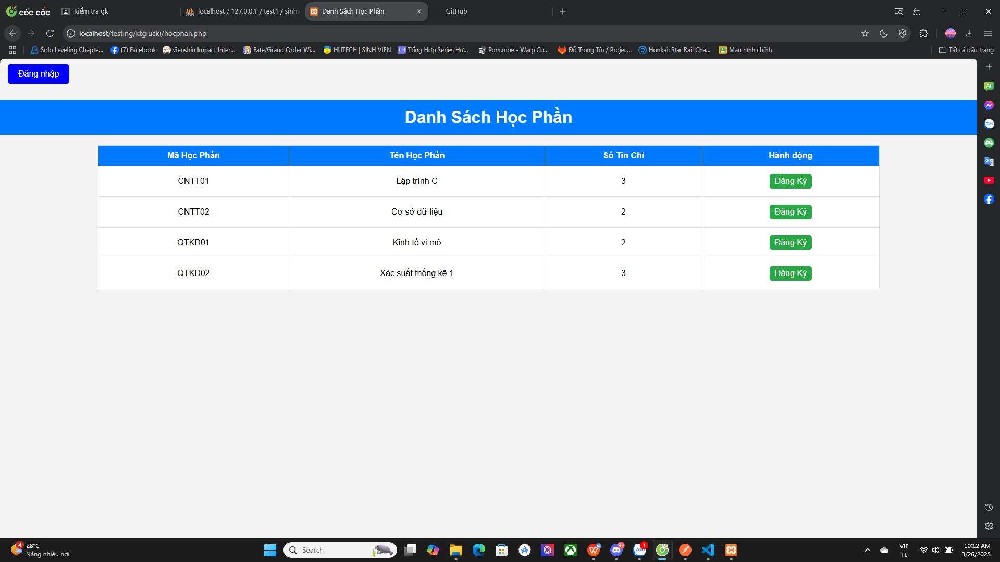 cốc cốc
Kiểm tra gk
localhost / 127.0.0.1 / test1 / sinhv
Danh Sách Học Phần
GitHub
localhost/testing/ktgiuaki/hocphan.php
Solo Leveling Chapte...
(7) Facebook
Genshin Impact Inter...
Fate/Grand Order Wi...
HUTECH | SINH VIEN
Tổng Hợp Series Hư...
Pom.moe - Warp Co...
Đỗ Trọng Tín / Projec...
Honkai: Star Rail Cha...
Màn hình chính
Tất cả dấu trang
Đăng nhập
Danh Sách Học Phần
Mã Học Phần Tên Học Phần Số Tín Chỉ Hành động
CNTT01 Lập trình C 3 Đăng Ký
CNTT02 Cơ sở dữ liệu 2 Đăng Ký
QTKD01 Kinh tế vi mô 2 Đăng Ký
QTKD02 Xác suất thống kê 1 3 Đăng Ký
AI
Zalo
4
28°C
Nắng nhiều nơi
Search
9+
1
VIE
TL
10:12 AM
3/26/2025